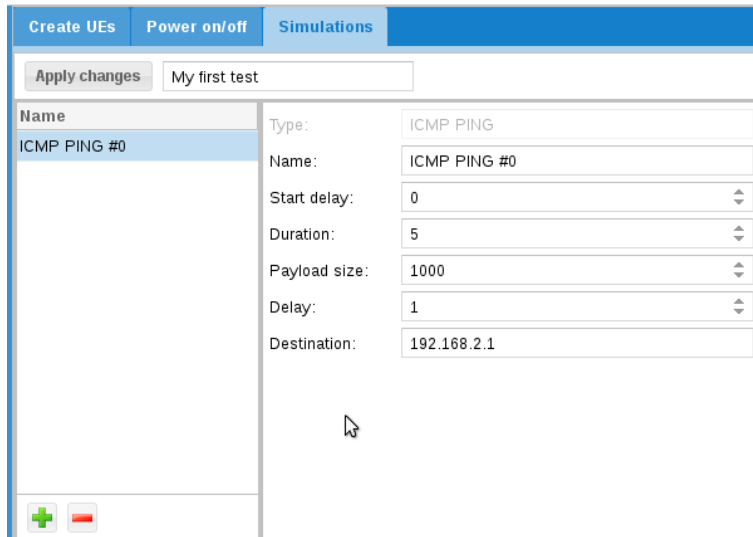 Create UEs Power on/off Simulations
Apply changes My first test
Name
ICMP PING #0
Type: ICMP PING
Name: ICMP PING #0
Start delay: 0
Duration: 5
Payload size: 1000
Delay: 1
Destination: 192.168.2.1